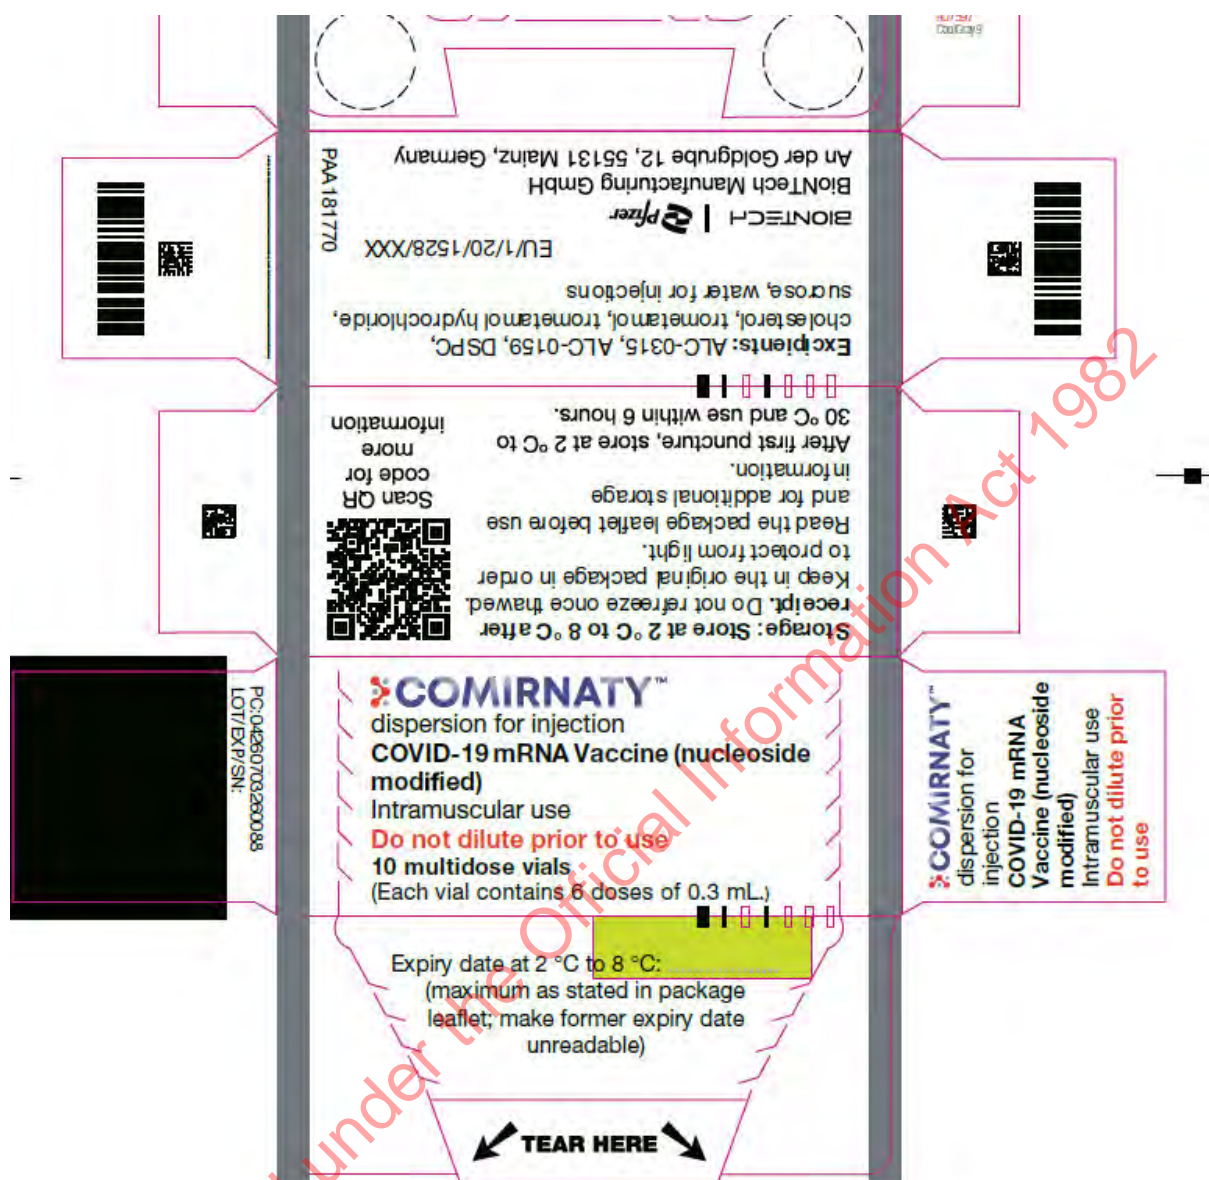 An der Goldgrube 12, 55131 Mainz, Germany
BioNTech Manufacturing GmbH
BIONTECH | Pfizer
EU/1/20/1528/XXX
PAA181770
Excipients: ALC-0315, ALC-0159, DSPC,
cholesterol, trometamol, trometamol hydrochloride,
sucrose, water for injections
Storage: Store at 2 °C to 8 °C after
receipt. Do not refreeze once thawed.
Keep in the original package in order
to protect from light.
Read the package leaflet before use
and for additional storage
information.
After first puncture, store at 2 °C to
30 °C and use within 6 hours.
Scan QR
code for
more
information
PC:04260703260088
LOT/EXP/SN:
COMIRNATY™
dispersion for injection
COVID-19 mRNA Vaccine (nucleoside
modified)
Intramuscular use
Do not dilute prior to use
10 multidose vials
(Each vial contains 6 doses of 0.3 mL.)
COMIRNATY™
dispersion for
injection
COVID-19 mRNA
Vaccine (nucleoside
modified)
Intramuscular use
Do not dilute prior
to use
Expiry date at 2 °C to 8 °C:
(maximum as stated in package
leaflet; make former expiry date
unreadable)
TEAR HERE
under the Official Information Act 1982